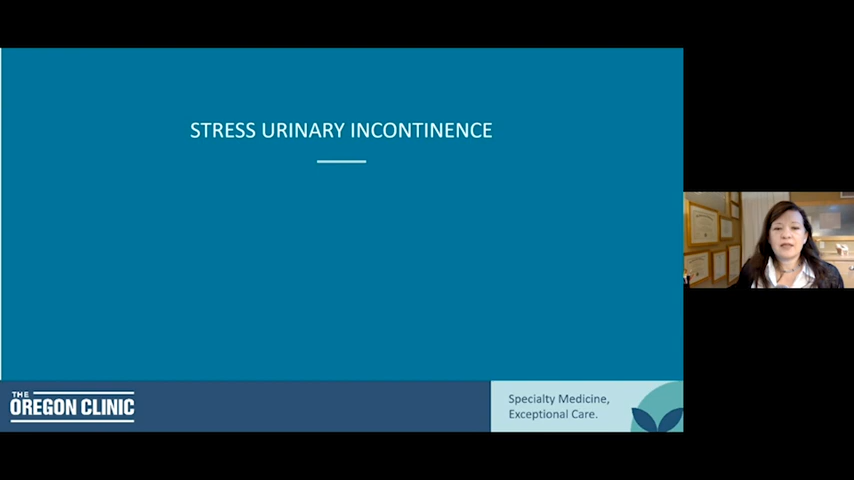 STRESS URINARY INCONTINENCE
THE
OREGON CLINIC
Specialty Medicine,
Exceptional Care.